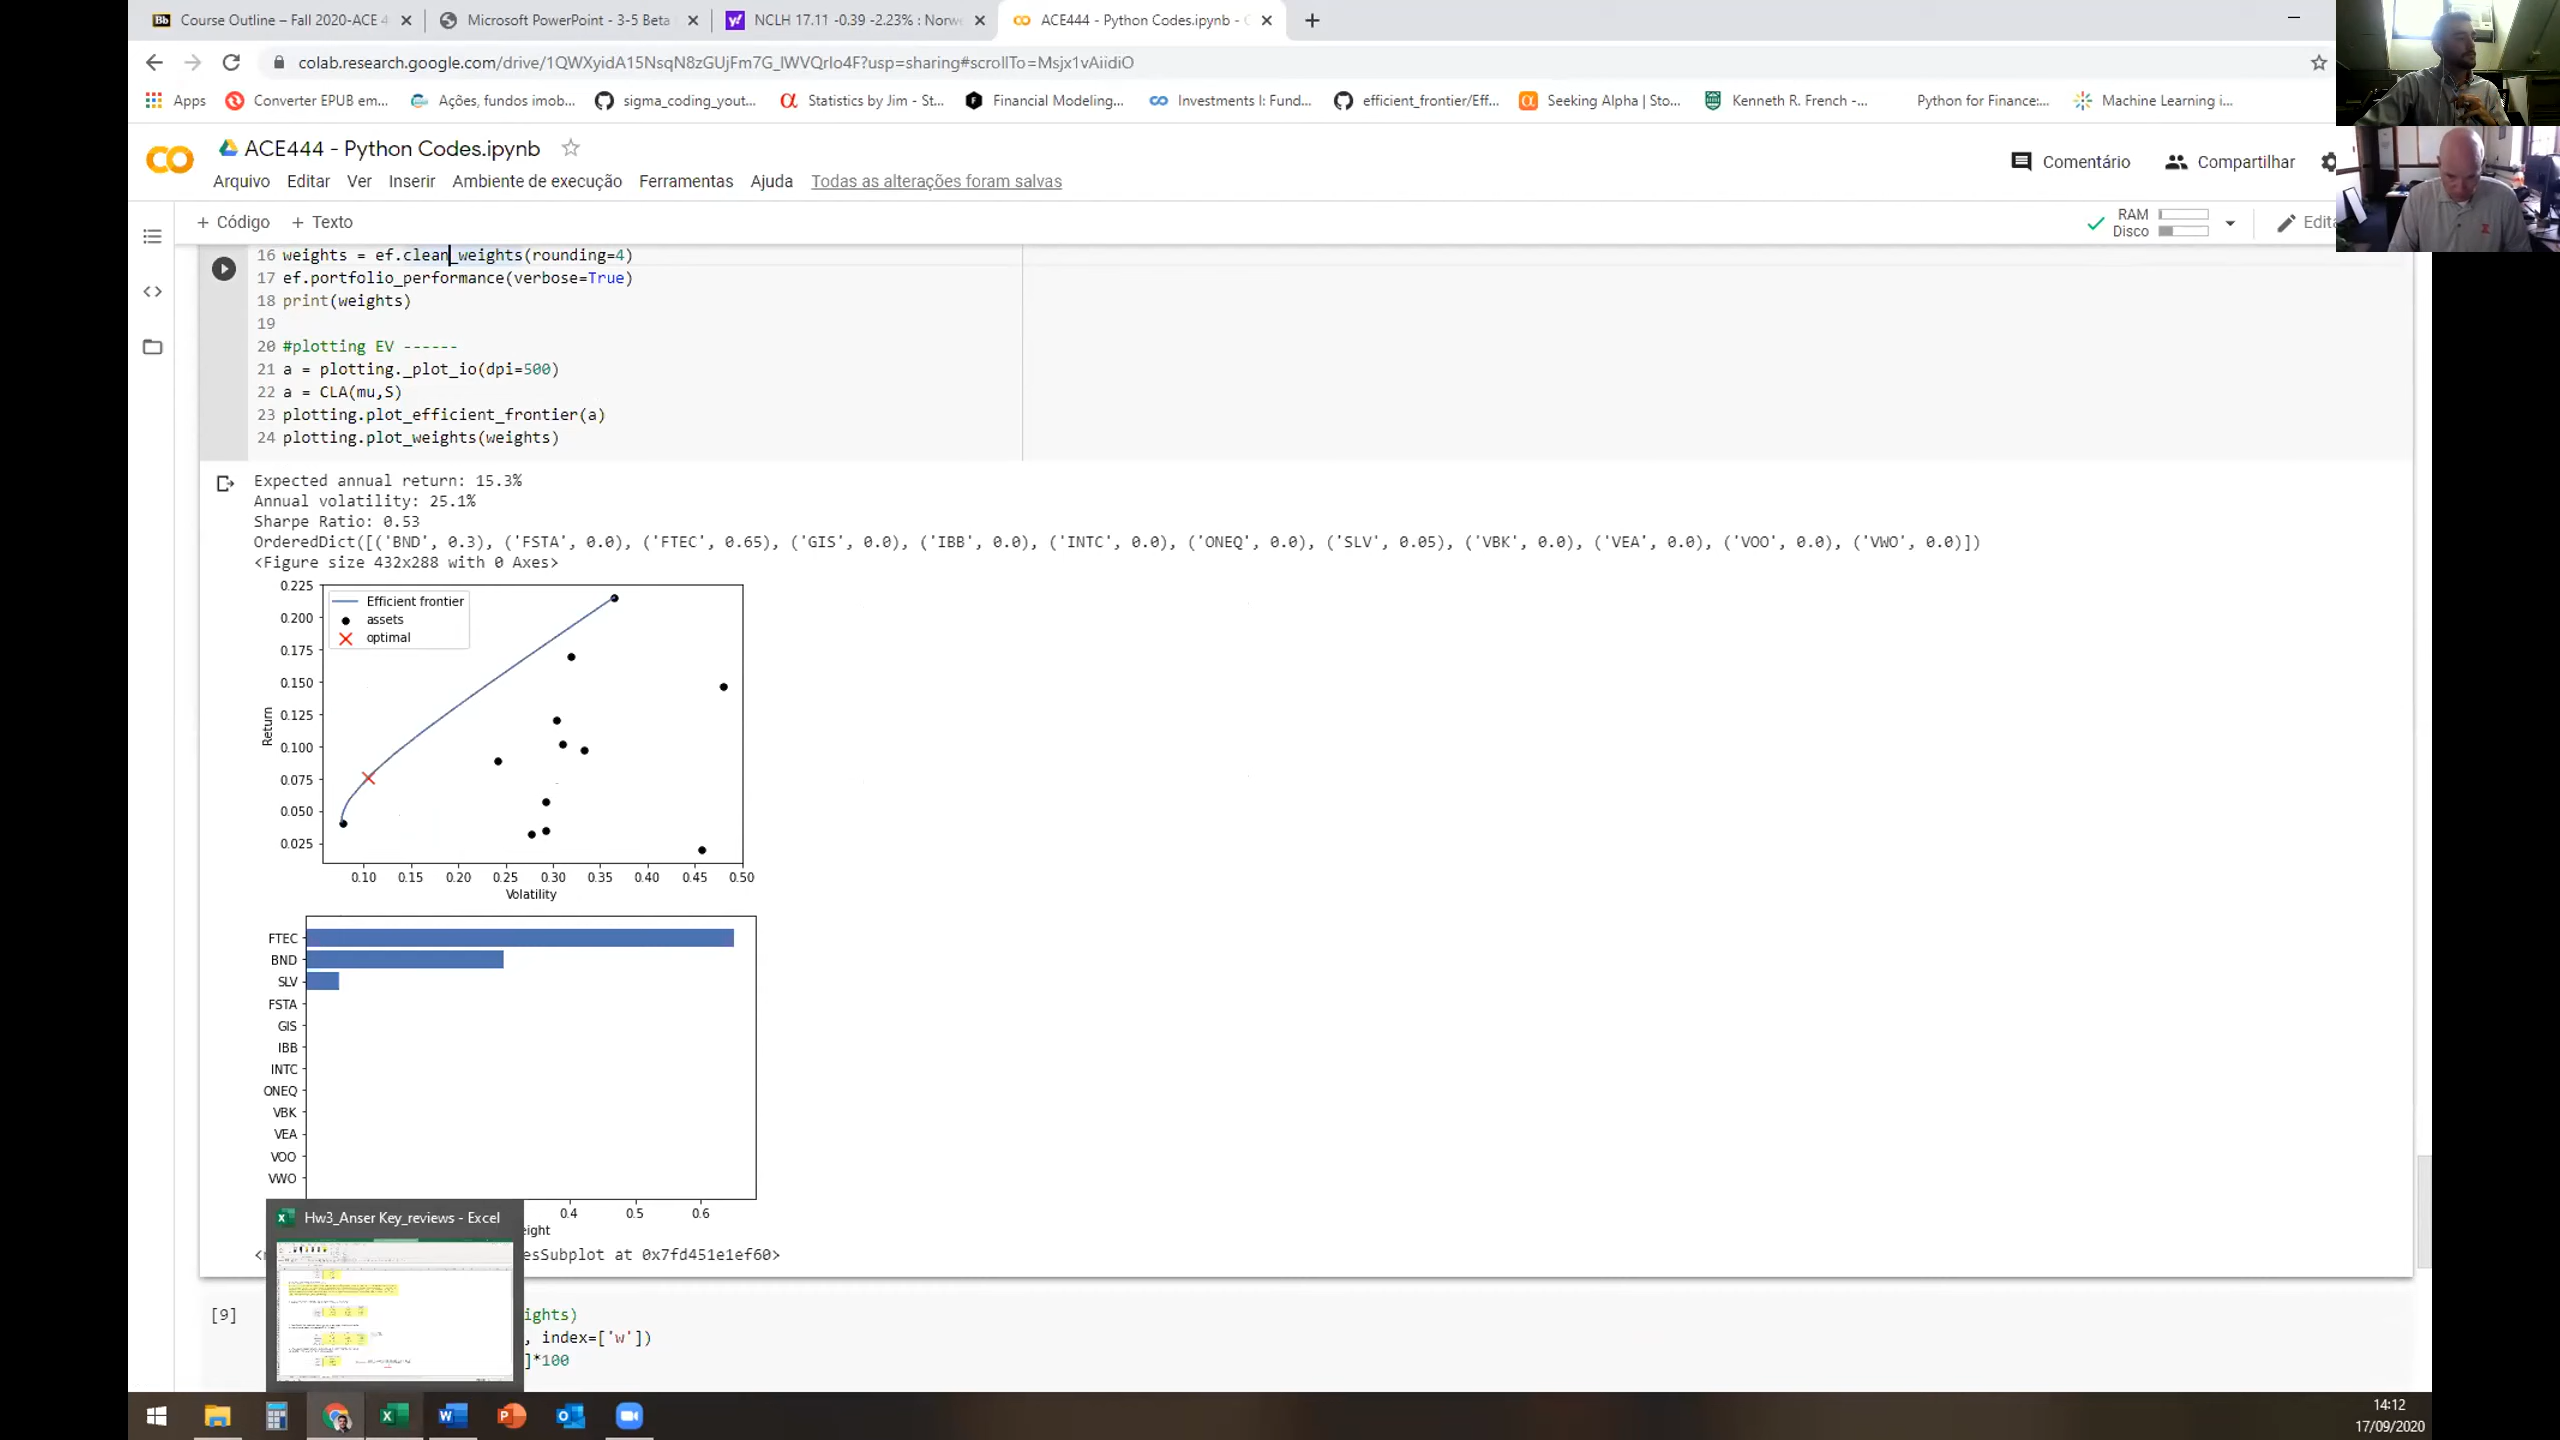 Course Outline – Fall 2020-ACE 4
Microsoft PowerPoint - 3-5 Beta
NCLH 17.11 -0.39 -2.23% : Norw
ACE444 - Python Codes.ipynb -
colab.research.google.com/drive/1QWXyidA15NsqN8zGUjFm7G_lWVQrIo4F?usp=sharing#scrollTo=Msjx1vAiidiO
Apps
Converter EPUB em...
Ações, fundos imob...
sigma_coding_yout...
Statistics by Jim - St...
Financial Modeling...
Investments I: Fund...
efficient_frontier/Eff...
Seeking Alpha | Sto...
Kenneth R. French -...
Python for Finance:...
Machine Learning i...
ACE444 - Python Codes.ipynb
Comentário
Compartilhar
Arquivo Editar Ver Inserir Ambiente de execução Ferramentas Ajuda Todas as alterações foram salvas
+ Código + Texto
RAM
Disco
Edita
16 weights = ef.clean_weights(rounding=4)
17 ef.portfolio_performance(verbose=True)
18 print(weights)
19
20 #plotting EV ------
21 a = plotting._plot_io(dpi=500)
22 a = CLA(mu,S)
23 plotting.plot_efficient_frontier(a)
24 plotting.plot_weights(weights)
Expected annual return: 15.3%
Annual volatility: 25.1%
Sharpe Ratio: 0.53
OrderedDict([('BND', 0.3), ('FSTA', 0.0), ('FTEC', 0.65), ('GIS', 0.0), ('IBB', 0.0), ('INTC', 0.0), ('ONEQ', 0.0), ('SLV', 0.05), ('VBK', 0.0), ('VEA', 0.0), ('VOO', 0.0), ('VWO', 0.0)])
<Figure size 432x288 with 0 Axes>
Efficient frontier
assets
optimal
0.225
0.200
0.175
0.150
0.125
0.100
0.075
0.050
0.025
Return
0.10 0.15 0.20 0.25 0.30 0.35 0.40 0.45 0.50
Volatility
FTEC
BND
SLV
FSTA
GIS
IBB
INTC
ONEQ
VBK
VEA
VOO
VWO
0.4 0.5 0.6
eight
esSubplot at 0x7fd451e1ef60>
Hw3_Anser Key_reviews - Excel
[9]
ights)
, index=['w'])
]*100
14:12
17/09/2020